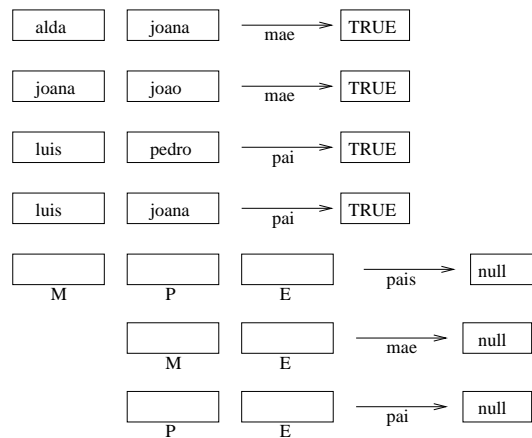 alda joana mae TRUE
joana joao mae TRUE
luis pedro pai TRUE
luis joana pai TRUE
pais null
M P E
mae null
M E
pai null
P E